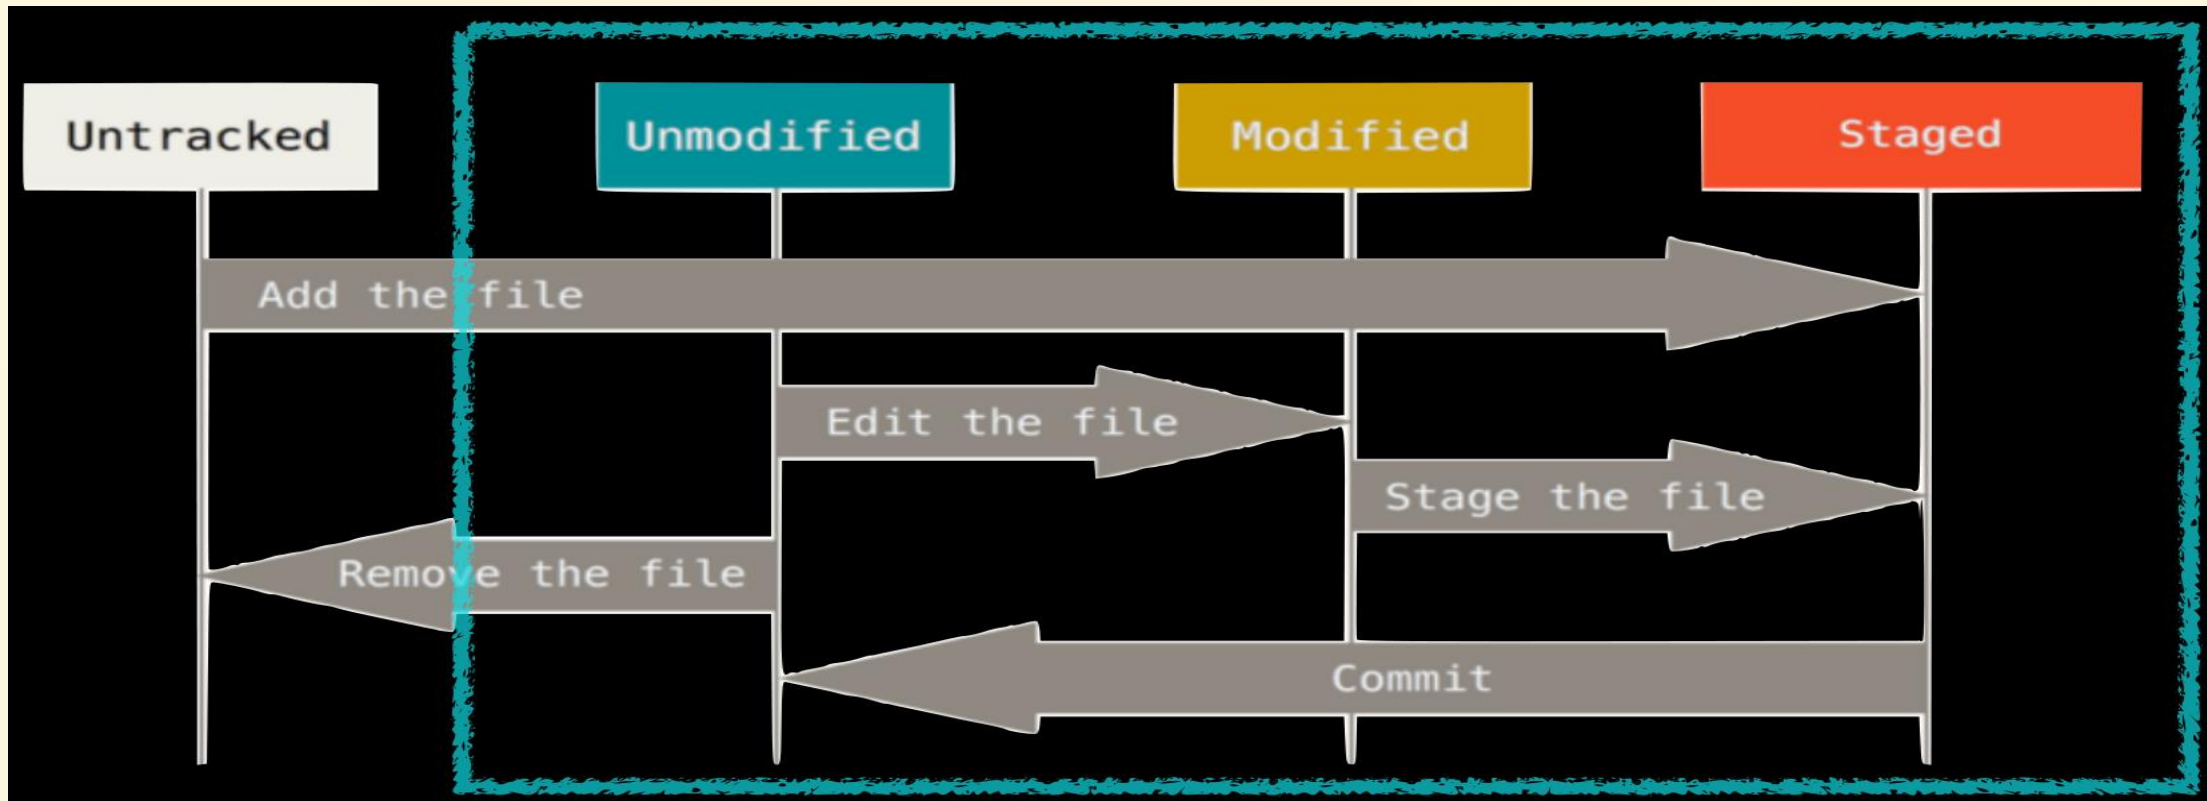 Untracked
Unmodified
Modified
Staged
Add the file
Edit the file
Stage the file
Remove the file
Commit